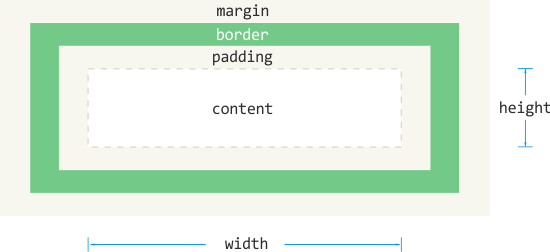 margin
border
padding
content
height
width